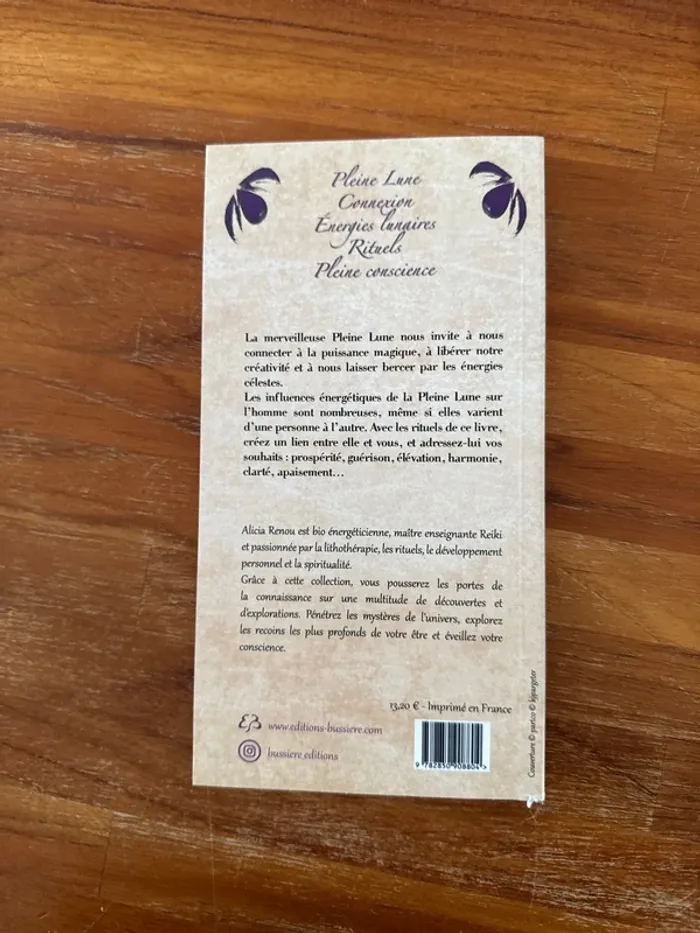 Pleine Lune
Connexion
Énergies lunaires
Rituels
Pleine conscience
La merveilleuse Pleine Lune nous invite à nous
connecter à la puissance magique, à libérer notre
créativité et à nous laisser bercer par les énergies
célestes.
Les influences énergétiques de la Pleine Lune sur
l'homme sont nombreuses, même si elles varient
d'une personne à l'autre. Avec les rituels de ce livre,
créez un lien entre elle et vous, et adressez-lui vos
souhaits : prospérité, guérison, élévation, harmonie,
clarté, apaisement...
Alicia Renou est bio énergéticienne, maître enseignante Reiki
et passionnée par la lithothérapie, les rituels, le développement
personnel et la spiritualité.
Grâce à cette collection, vous pousserez les portes de
la connaissance sur une multitude de découvertes et
d'explorations. Pénétrez les mystères de l'univers, explorez
les recoins les plus profonds de votre être et éveillez votre
conscience.
13,20 € - Imprimé en France
EB www.editions-bussiere.com
bussiere.editions
9 782850 908804 >
Couverture © parico ©